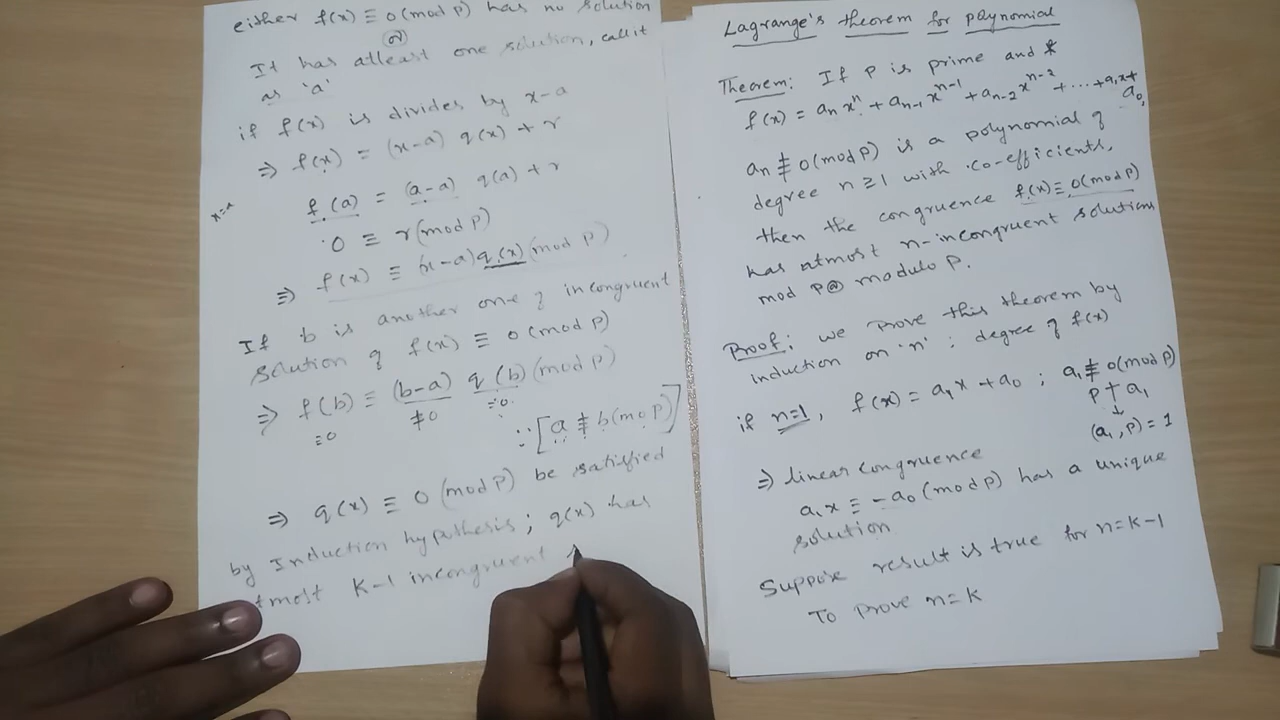 either f(x) ≡ 0 (mod P) has no solution
(or)
It has atleast one solution, call it
as 'a'
if f(x) is divides by x-a
⇒ f(x) = (x-a) q(x) + r
x=a
f(a) = (a-a) q(a) + r
0 ≡ r (mod P)
⇒ f(x) ≡ (x-a) q(x) (mod P)
If b is another one of incongruent
solution of f(x) ≡ 0 (mod P)
⇒ f(b) ≡ (b-a) q(b) (mod P)
≡0 ≢0 ≡0
∵ [a ≢ b (mo P)]
⇒ q(x) ≡ 0 (mod P) be satisfied
by Induction hypothesis; q(x) has
tmost K-1 incongruent
Lagrange's theorem for polynomial
Theorem: If P is prime and
f(x) = aₙxⁿ + aₙ₋₁xⁿ⁻¹ + aₙ₋₂xⁿ⁻² + ... + a₁x +
a₀,
an ≢ 0 (mod P) is a polynomial of
degree n ≥ 1 with co-efficients,
then the congruence f(x) ≡ 0 (mod P)
has atmost n-incongruent solutions
mod P modulo P.
Proof: we prove this theorem by
induction on 'n'; degree of f(x)
if n=1, f(x) = a₁x + a₀; a₁ ≢ 0 (mod P)
P ∤ a₁
↓
(a₁, P) = 1
⇒ linear congruence
a₁x ≡ -a₀ (mod P) has a unique
solution
Suppose result is true for n=K-1
To prove n=K